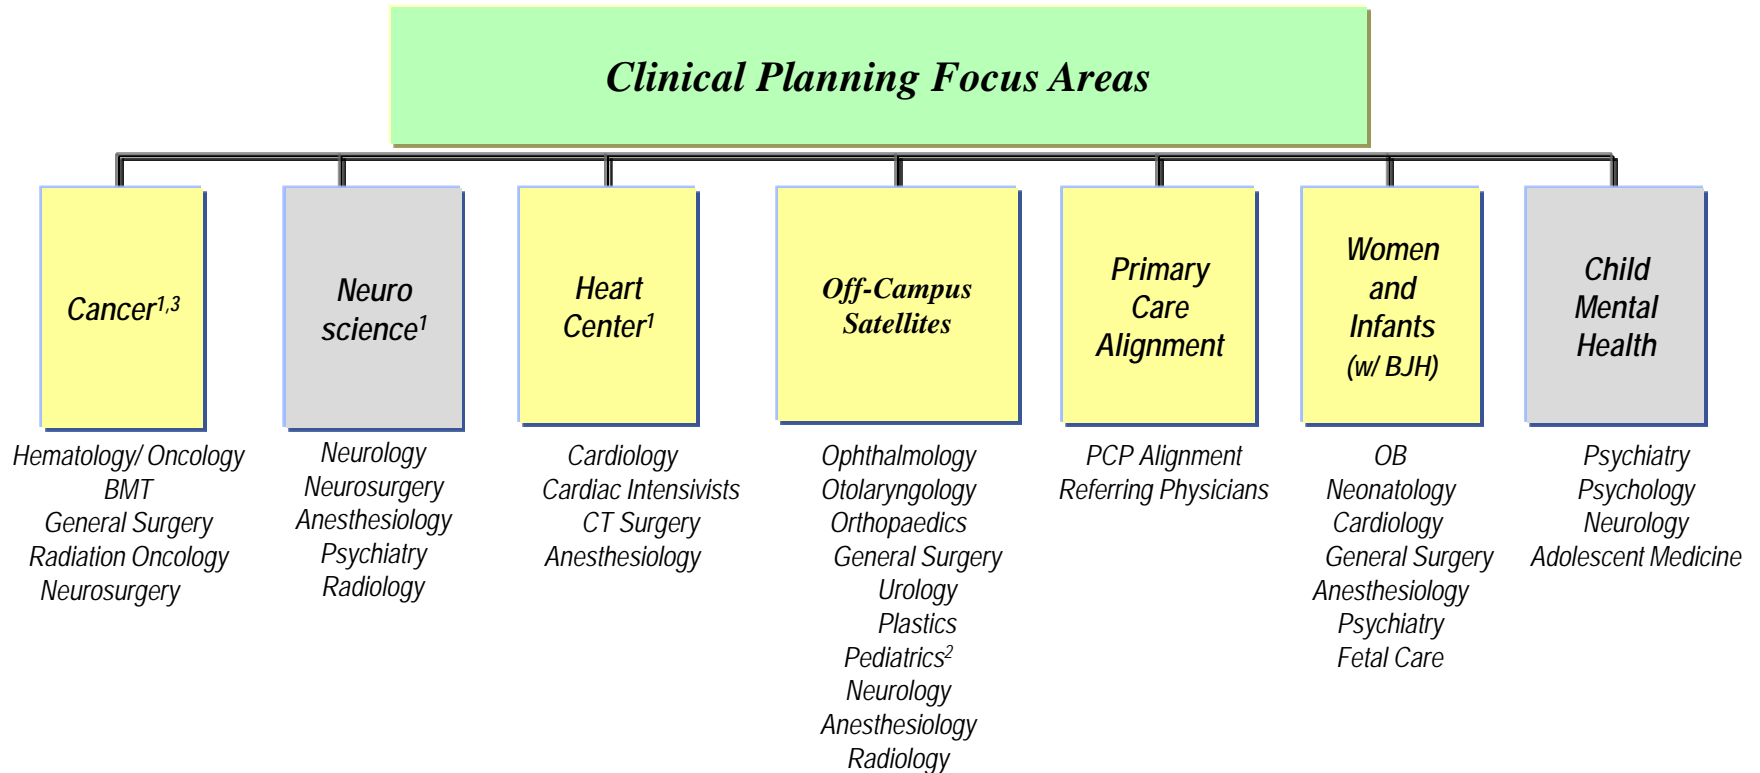 Clinical Planning Focus Areas
Cancer1,3
Neuro
science1
Heart
Center1
Off-Campus
Satellites
Primary
Care
Alignment
Women
and
Infants
(w/ BJH)
Child
Mental
Health
Hematology/ Oncology
BMT
General Surgery
Radiation Oncology
Neurosurgery
Neurology
Neurosurgery
Anesthesiology
Psychiatry
Radiology
Cardiology
Cardiac Intensivists
CT Surgery
Anesthesiology
Ophthalmology
Otolaryngology
Orthopaedics
General Surgery
Urology
Plastics
Pediatrics2
Neurology
Anesthesiology
Radiology
PCP Alignment
Referring Physicians
OB
Neonatology
Cardiology
General Surgery
Anesthesiology
Psychiatry
Fetal Care
Psychiatry
Psychology
Neurology
Adolescent Medicine